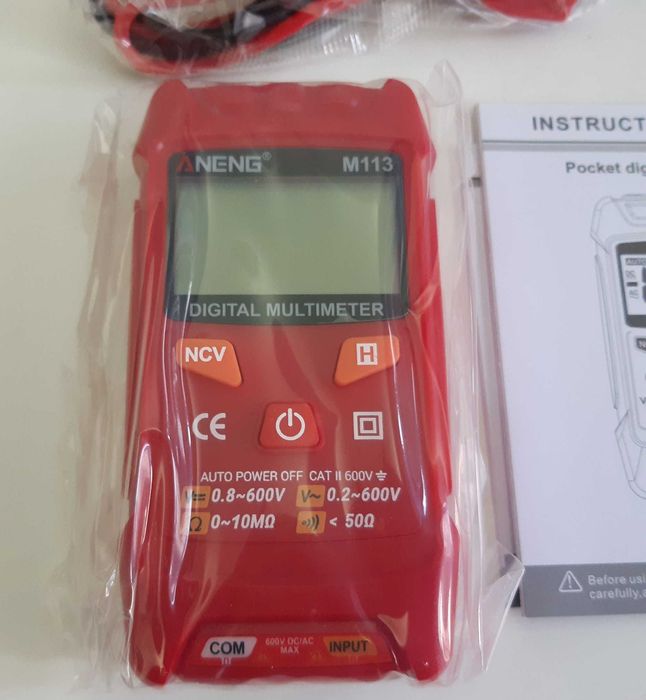 ANENG® M113
DIGITAL MULTIMETER
NCV H
CE
AUTO POWER OFF CAT II 600V
V 0.8~600V V~ 0.2~600V
Ω 0~10MΩ < 50Ω
COM 600V DC/AC MAX INPUT
INSTRUCT
Pocket dig
Before usi
carefully,a